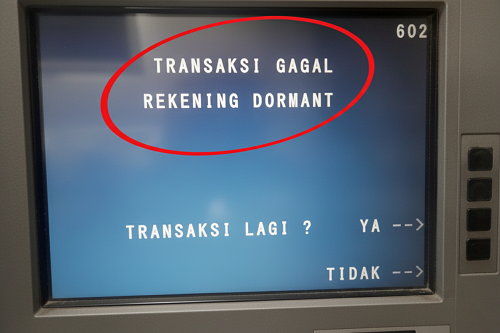 602
TRANSAKSI GAGAL
REKENING DORMANT
TRANSAKSI LAGI ? YA -->
TIDAK -->